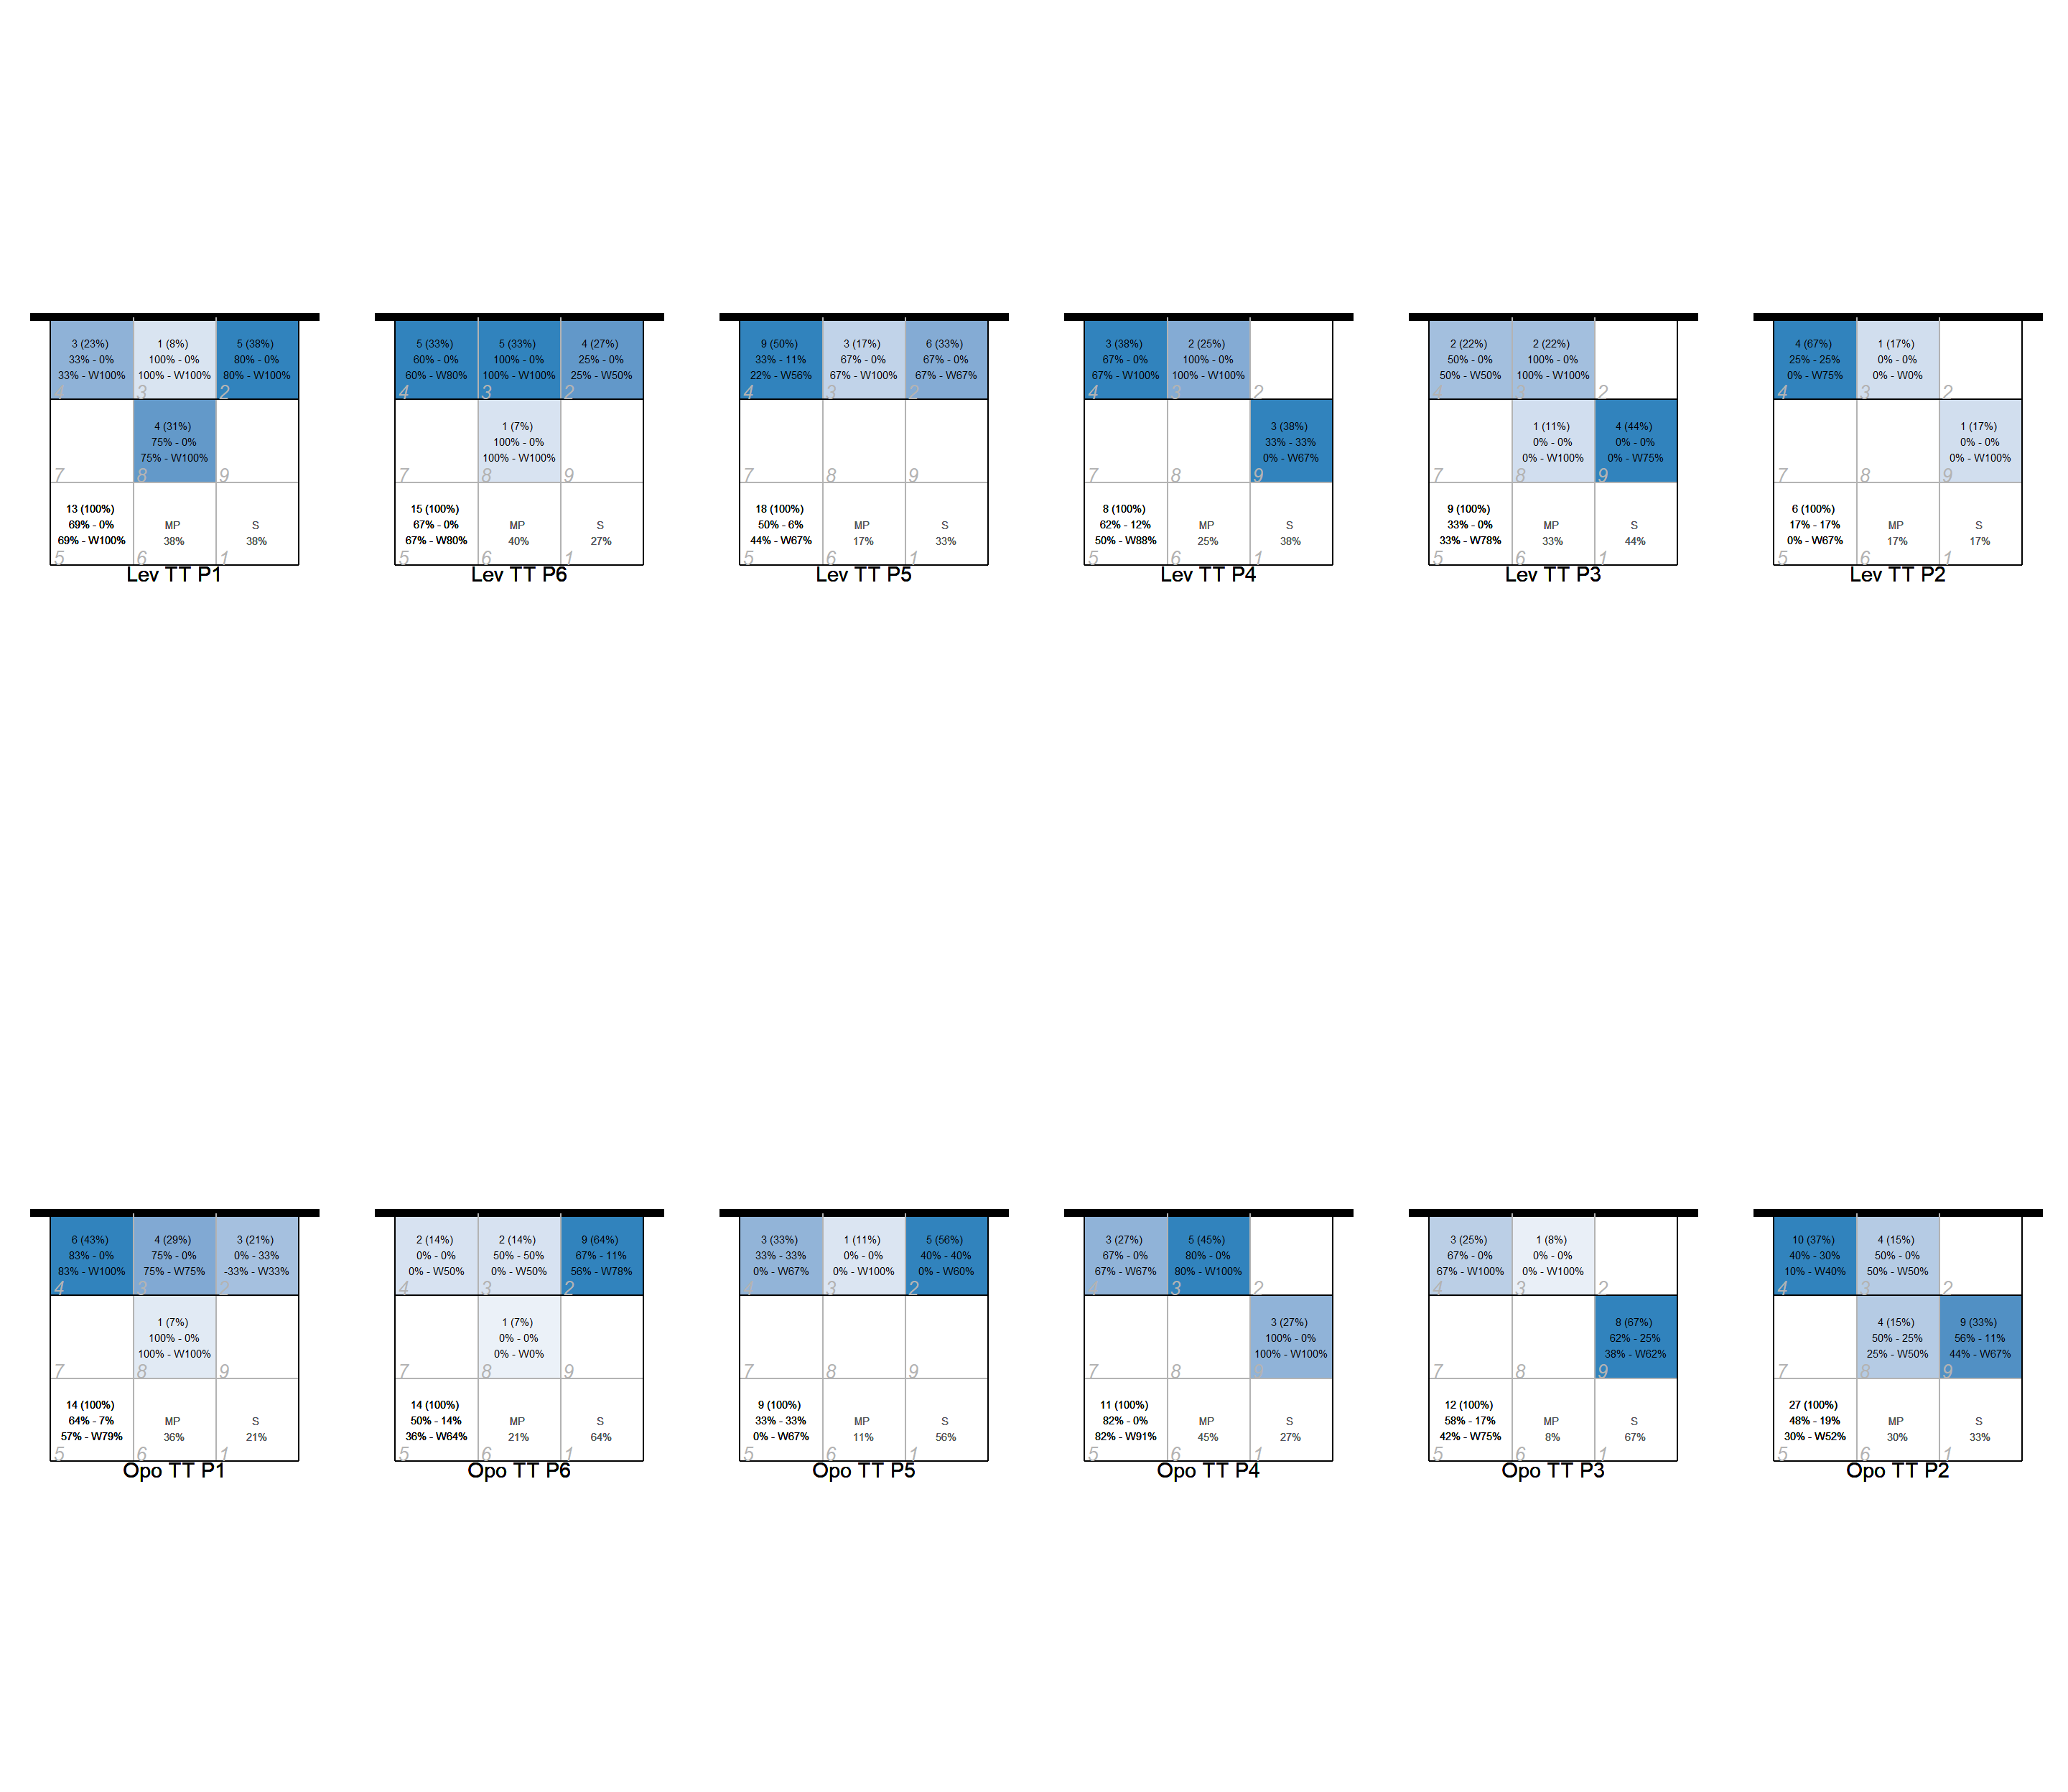 3 (23%)
33% - 0%
33% - W100%
4
1 (8%)
100% - 0%
100% - W100%
3
5 (38%)
80% - 0%
80% - W100%
2
7
4 (31%)
75% - 0%
75% - W100%
8
9
13 (100%)
69% - 0%
69% - W100%
5
MP
38%
6
S
38%
1
Lev TT P1
5 (33%)
60% - 0%
60% - W80%
4
5 (33%)
100% - 0%
100% - W100%
3
4 (27%)
25% - 0%
25% - W50%
2
7
1 (7%)
100% - 0%
100% - W100%
8
9
15 (100%)
67% - 0%
67% - W80%
5
MP
40%
6
S
27%
1
Lev TT P6
9 (50%)
33% - 11%
22% - W56%
4
3 (17%)
67% - 0%
67% - W100%
3
6 (33%)
67% - 0%
67% - W67%
2
7
8
9
18 (100%)
50% - 6%
44% - W67%
5
MP
17%
6
S
33%
1
Lev TT P5
3 (38%)
67% - 0%
67% - W100%
4
2 (25%)
100% - 0%
100% - W100%
3
2
7
8
3 (38%)
33% - 33%
0% - W67%
9
8 (100%)
62% - 12%
50% - W88%
5
MP
25%
6
S
38%
1
Lev TT P4
2 (22%)
50% - 0%
50% - W50%
4
2 (22%)
100% - 0%
100% - W100%
3
2
7
1 (11%)
0% - 0%
0% - W100%
8
4 (44%)
0% - 0%
0% - W75%
9
9 (100%)
33% - 0%
33% - W78%
5
MP
33%
6
S
44%
1
Lev TT P3
4 (67%)
25% - 25%
0% - W75%
4
1 (17%)
0% - 0%
0% - W0%
3
2
7
8
1 (17%)
0% - 0%
0% - W100%
9
6 (100%)
17% - 17%
0% - W67%
5
MP
17%
6
S
17%
1
Lev TT P2
6 (43%)
83% - 0%
83% - W100%
4
4 (29%)
75% - 0%
75% - W75%
3
3 (21%)
0% - 33%
-33% - W33%
2
7
1 (7%)
100% - 0%
100% - W100%
8
9
14 (100%)
64% - 7%
57% - W79%
5
MP
36%
6
S
21%
1
Opo TT P1
2 (14%)
0% - 0%
0% - W50%
4
2 (14%)
50% - 50%
0% - W50%
3
9 (64%)
67% - 11%
56% - W78%
2
7
1 (7%)
0% - 0%
0% - W0%
8
9
14 (100%)
50% - 14%
36% - W64%
5
MP
21%
6
S
64%
1
Opo TT P6
3 (33%)
33% - 33%
0% - W67%
4
1 (11%)
0% - 0%
0% - W100%
3
5 (56%)
40% - 40%
0% - W60%
2
7
8
9
9 (100%)
33% - 33%
0% - W67%
5
MP
11%
6
S
56%
1
Opo TT P5
3 (27%)
67% - 0%
67% - W67%
4
5 (45%)
80% - 0%
80% - W100%
3
2
7
8
3 (27%)
100% - 0%
100% - W100%
9
11 (100%)
82% - 0%
82% - W91%
5
MP
45%
6
S
27%
1
Opo TT P4
3 (25%)
67% - 0%
67% - W100%
4
1 (8%)
0% - 0%
0% - W100%
3
2
7
8
8 (67%)
62% - 25%
38% - W62%
9
12 (100%)
58% - 17%
42% - W75%
5
MP
8%
6
S
67%
1
Opo TT P3
10 (37%)
40% - 30%
10% - W40%
4
4 (15%)
50% - 0%
50% - W50%
3
2
7
4 (15%)
50% - 25%
25% - W50%
8
9 (33%)
56% - 11%
44% - W67%
9
27 (100%)
48% - 19%
30% - W52%
5
MP
30%
6
S
33%
1
Opo TT P2